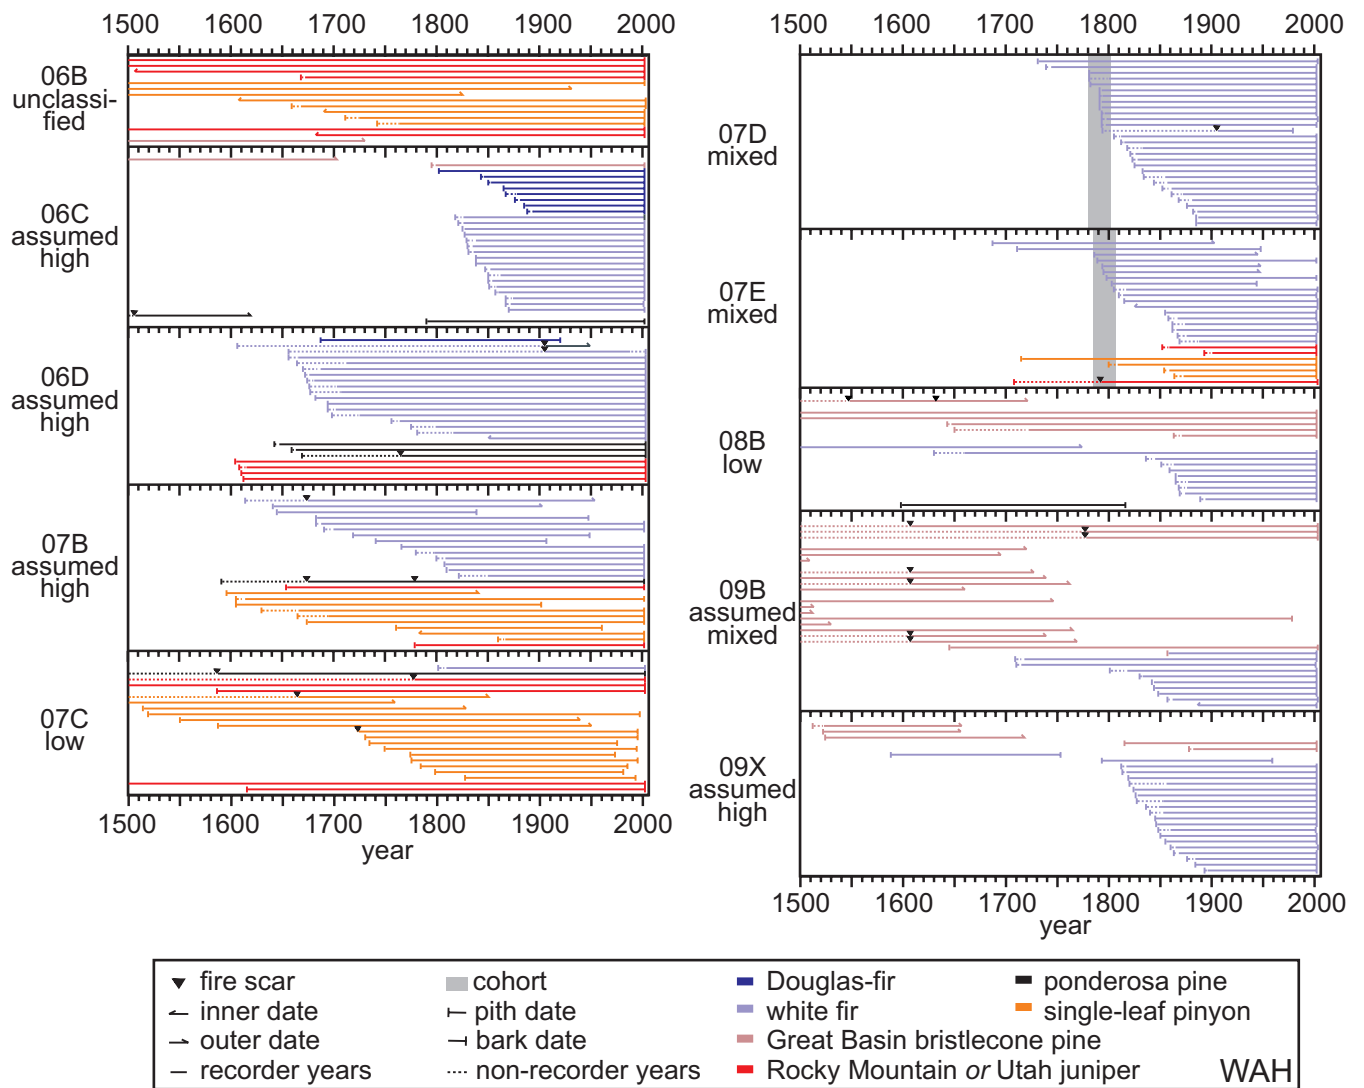 1500 1600 1700 1800 1900 2000
06B
unclassi-
fied
06C
assumed
high
06D
assumed
high
07B
assumed
high
07C
low
1500 1600 1700 1800 1900 2000
year
1500 1600 1700 1800 1900 2000
07D
mixed
07E
mixed
08B
low
09B
assumed
mixed
09X
assumed
high
1500 1600 1700 1800 1900 2000
year
fire scar cohort Douglas-fir ponderosa pine
inner date pith date white fir single-leaf pinyon
outer date bark date Great Basin bristlecone pine
recorder years non-recorder years Rocky Mountain or Utah juniper WAH